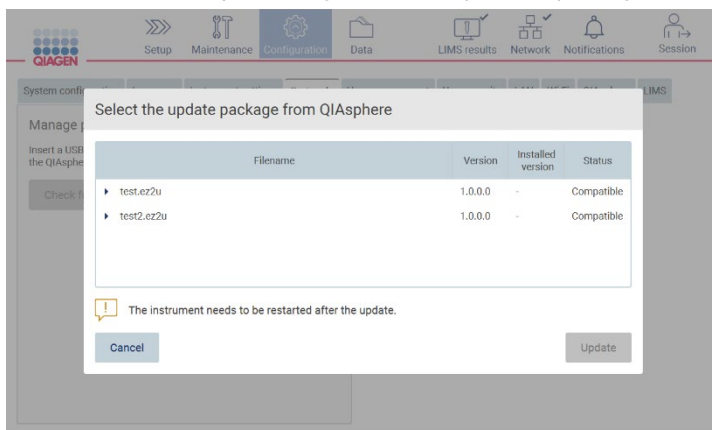 QIAGEN
Setup
Maintenance
Configuration
Data
LIMS results
Network
Notifications
Session
System
LIMS
Manage
Insert a USB
the
Check
Select the update package from QIAsphere
Filename
Version
Installed version
Status
test.ez2u 1.0.0.0 - Compatible
test2.ez2u 1.0.0.0 - Compatible
The instrument needs to be restarted after the update.
Cancel
Update